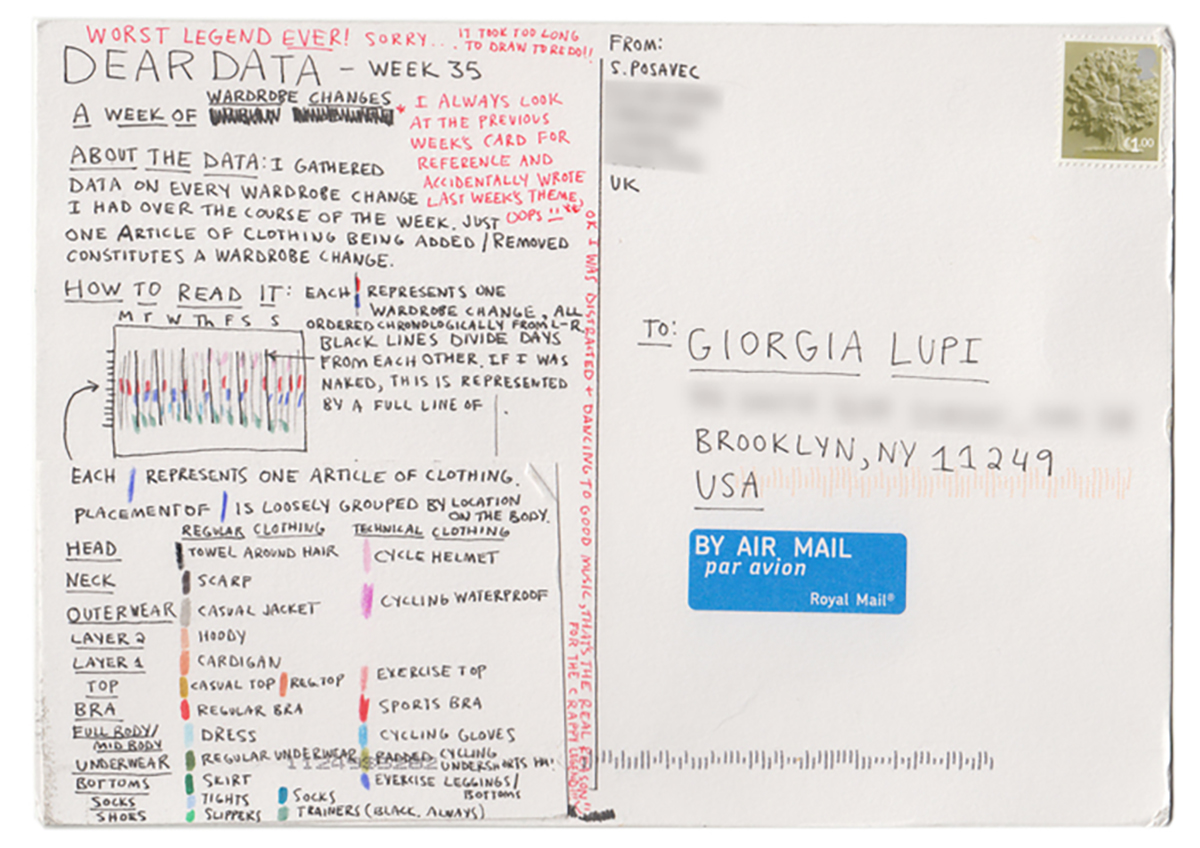 WORST LEGEND EVER! SORRY... IT TOOK TOO LONG
TO DRAW TO REDO!!
DEAR DATA - WEEK 35
A WEEK OF WARDROBE CHANGES*
* I ALWAYS LOOK
AT THE PREVIOUS
WEEK'S CARD FOR
REFERENCE AND
ACCIDENTALLY WROTE
LAST WEEK'S THEME,
OOPS
ABOUT THE DATA: I GATHERED
DATA ON EVERY WARDROBE CHANGE
I HAD OVER THE COURSE OF THE WEEK. JUST
ONE ARTICLE OF CLOTHING BEING ADDED/REMOVED
CONSTITUTES A WARDROBE CHANGE.
HOW TO READ IT: EACH REPRESENTS ONE
WARDROBE CHANGE, ALL
ORDERED CHRONOLOGICALLY FROM L-R.
BLACK LINES DIVIDE DAYS
FROM EACH OTHER. IF I WAS
NAKED, THIS IS REPRESENTED
BY A FULL LINE OF .
M T W Th F S S
EACH REPRESENTS ONE ARTICLE OF CLOTHING.
PLACEMENT OF IS LOOSELY GROUPED BY LOCATION
ON THE BODY.
REGULAR CLOTHING TECHNICAL CLOTHING
HEAD TOWEL AROUND HAIR CYCLE HELMET
NECK SCARF
OUTERWEAR CASUAL JACKET CYCLING WATERPROOF
LAYER 2 HOODY
LAYER 1 CARDIGAN
TOP CASUAL TOP REG.TOP EXERCISE TOP
BRA REGULAR BRA SPORTS BRA
FULL BODY/
MID BODY DRESS CYCLING GLOVES
UNDERWEAR REGULAR UNDERWEAR PADDED CYCLING
UNDERSHORTS HA!
BOTTOMS SKIRT EXERCISE LEGGINGS/
BOTTOMS
SOCKS TIGHTS SOCKS
SHOES SLIPPERS TRAINERS (BLACK, ALWAYS)
OK I WAS DISTRACTED + DANCING TO GOOD MUSIC, THAT'S THE REAL REASON
FOR THE CRAPPY LEGEND
FROM:
S. POSAVEC
UK
£1.00
TO: GIORGIA LUPI
BROOKLYN, NY 11249
USA
BY AIR MAIL
par avion
Royal Mail®